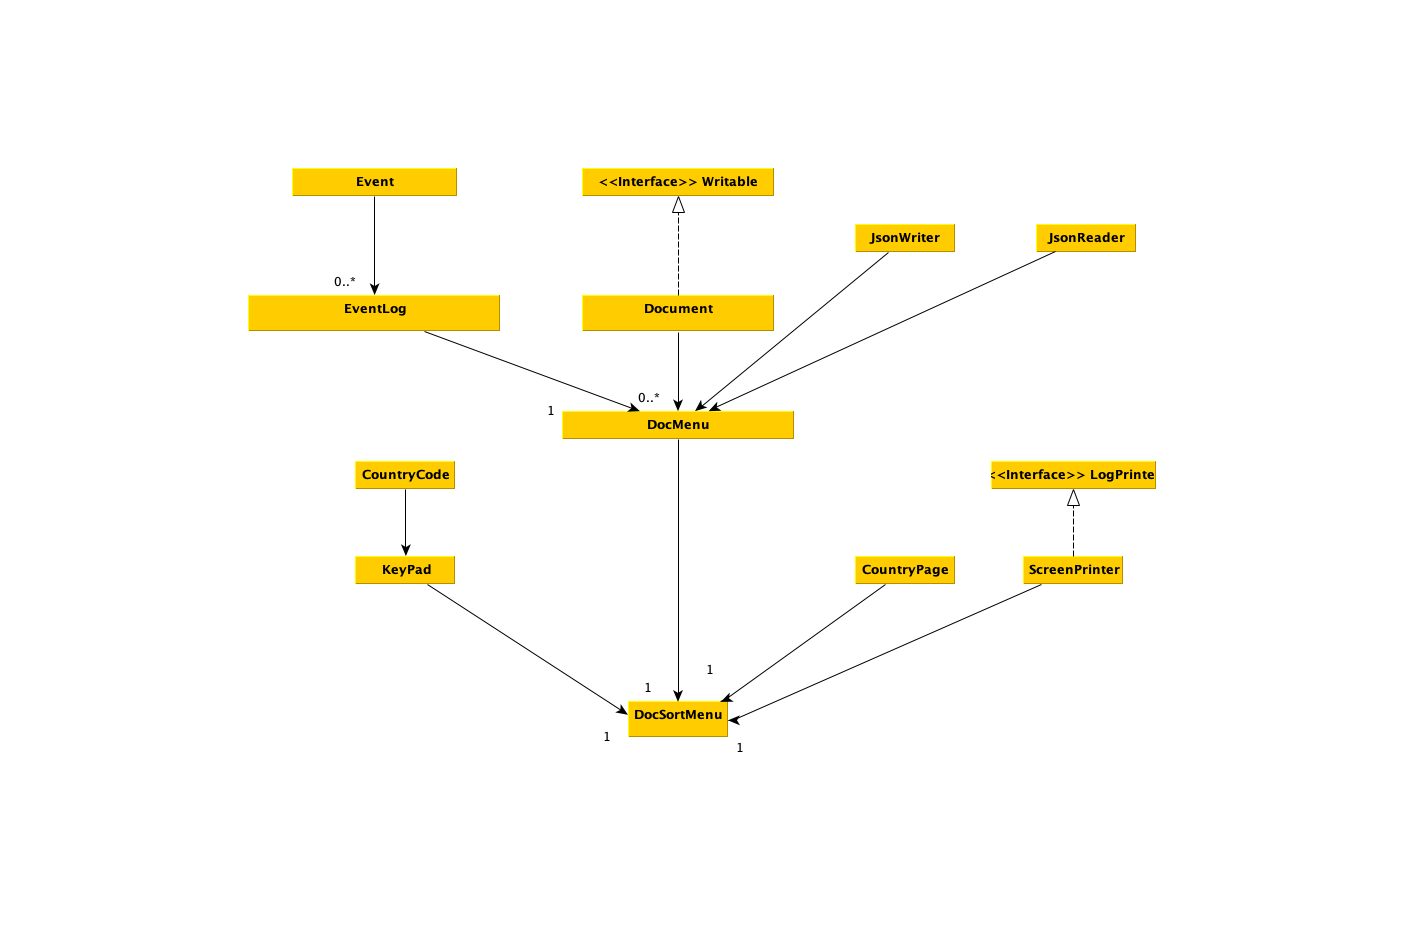 Event
<<Interface>> Writable
JsonWriter
JsonReader
0..*
EventLog
Document
0..*
1
DocMenu
CountryCode
<<Interface>> LogPrinte
KeyPad
CountryPage
ScreenPrinter
1
1
DocSortMenu
1
1